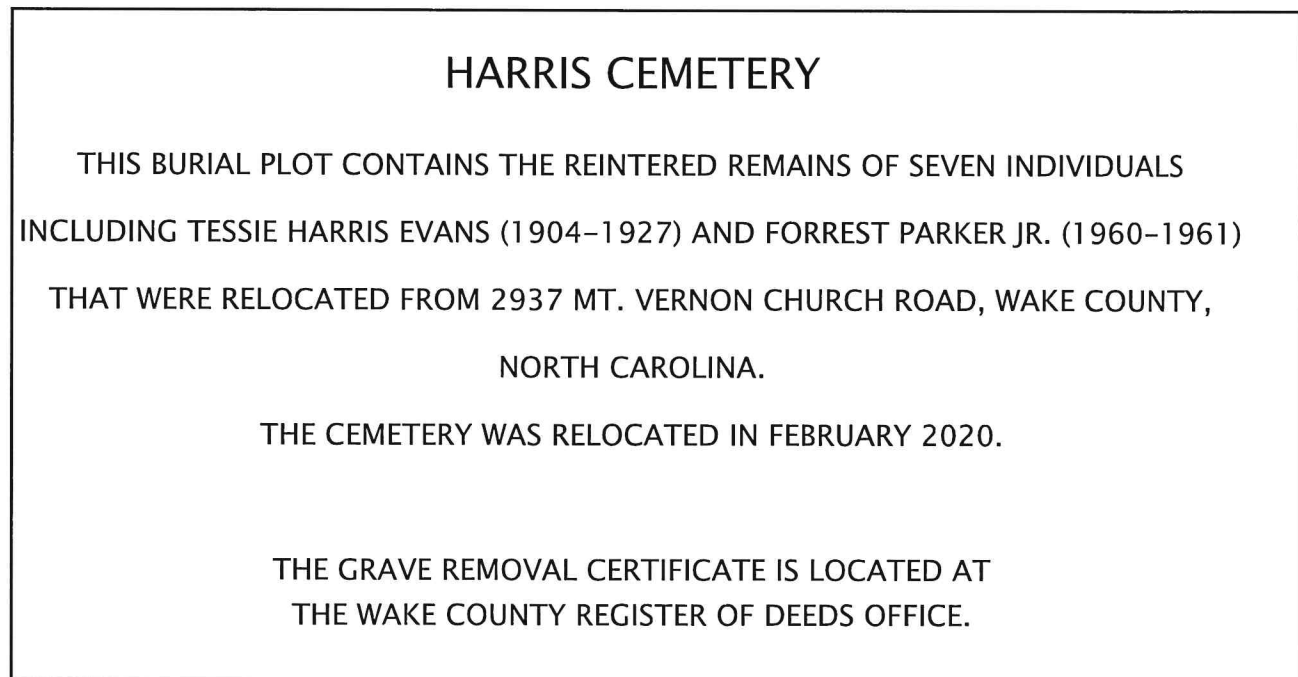 HARRIS CEMETERY
THIS BURIAL PLOT CONTAINS THE REINTERED REMAINS OF SEVEN INDIVIDUALS
INCLUDING TESSIE HARRIS EVANS (1904–1927) AND FORREST PARKER JR. (1960–1961)
THAT WERE RELOCATED FROM 2937 MT. VERNON CHURCH ROAD, WAKE COUNTY,
NORTH CAROLINA.
THE CEMETERY WAS RELOCATED IN FEBRUARY 2020.
THE GRAVE REMOVAL CERTIFICATE IS LOCATED AT
THE WAKE COUNTY REGISTER OF DEEDS OFFICE.